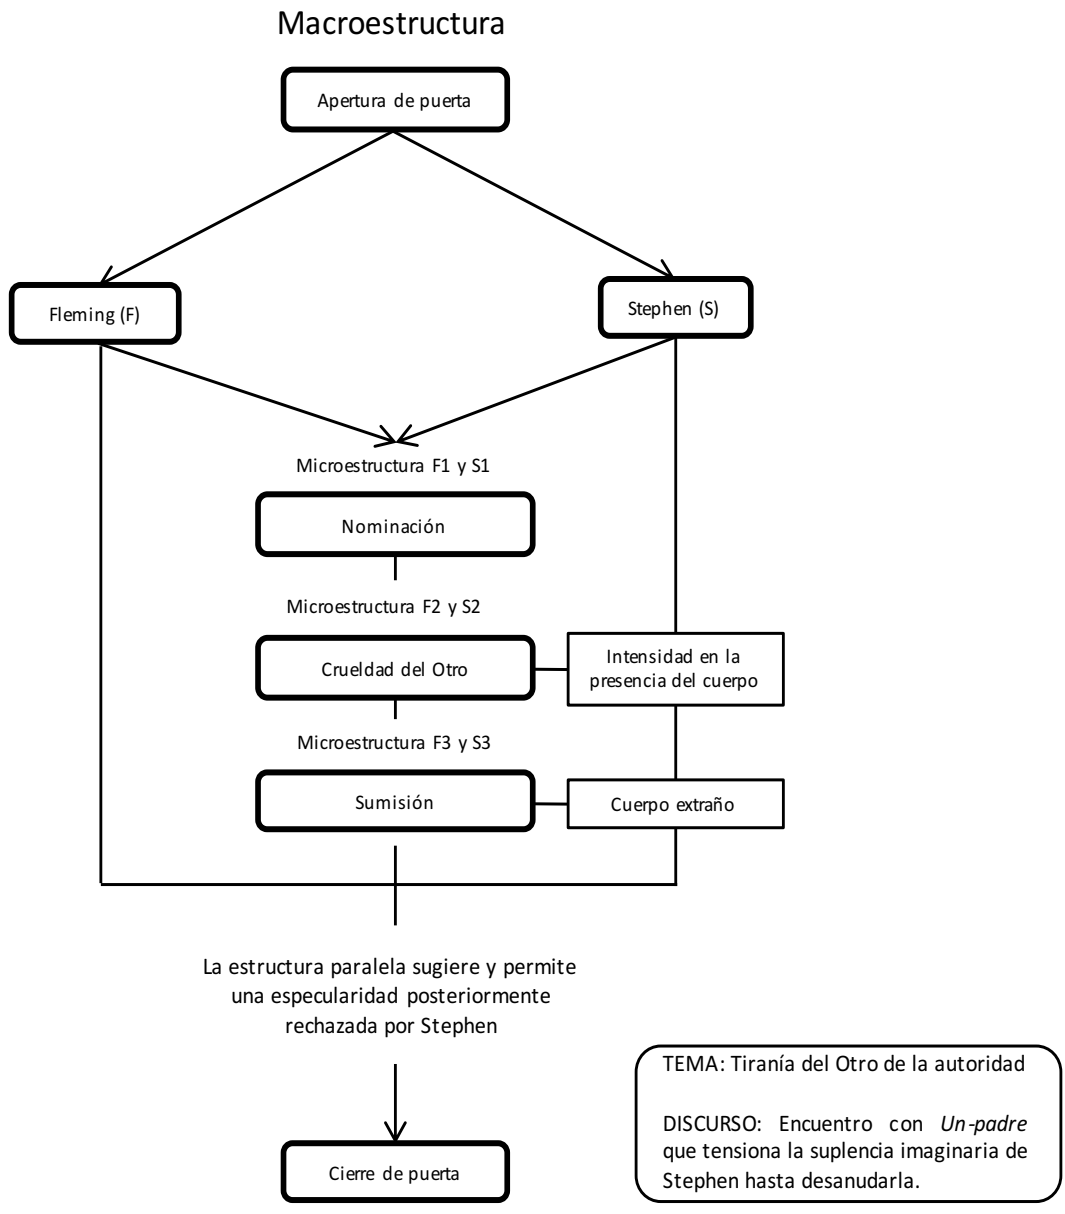 Macroestructura
Apertura de puerta
Fleming (F)
Stephen (S)
Microestructura F1 y S1
Nominación
Microestructura F2 y S2
Crueldad del Otro
Intensidad en la
presencia del cuerpo
Microestructura F3 y S3
Sumisión
Cuerpo extraño
La estructura paralela sugiere y permite
una especularidad posteriormente
rechazada por Stephen
TEMA: Tiranía del Otro de la autoridad
DISCURSO: Encuentro con Un-padre
que tensiona la suplencia imaginaria de
Stephen hasta desanudarla.
Cierre de puerta